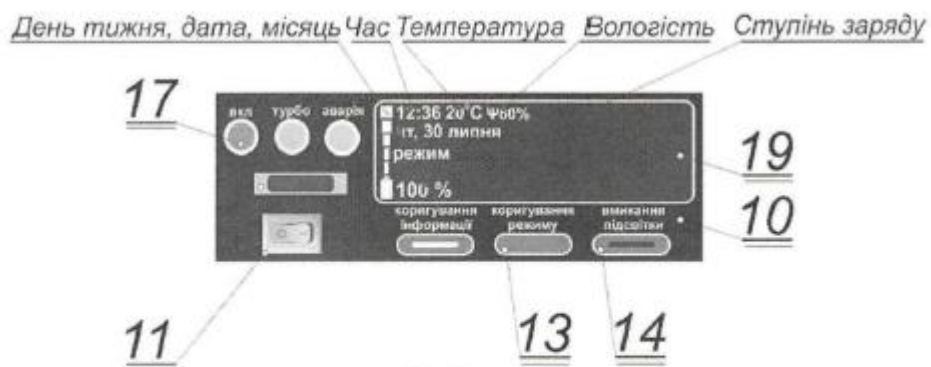 День тижня, дата, місяць Час Температура Вологість Ступінь заряду
17
вкл турбо аварія
12:36 20°C Ψ60%
чт, 30 липня
режим
19
100 %
10
коригування інформації
коригування режиму
вмикання підсвітки
11
13
14